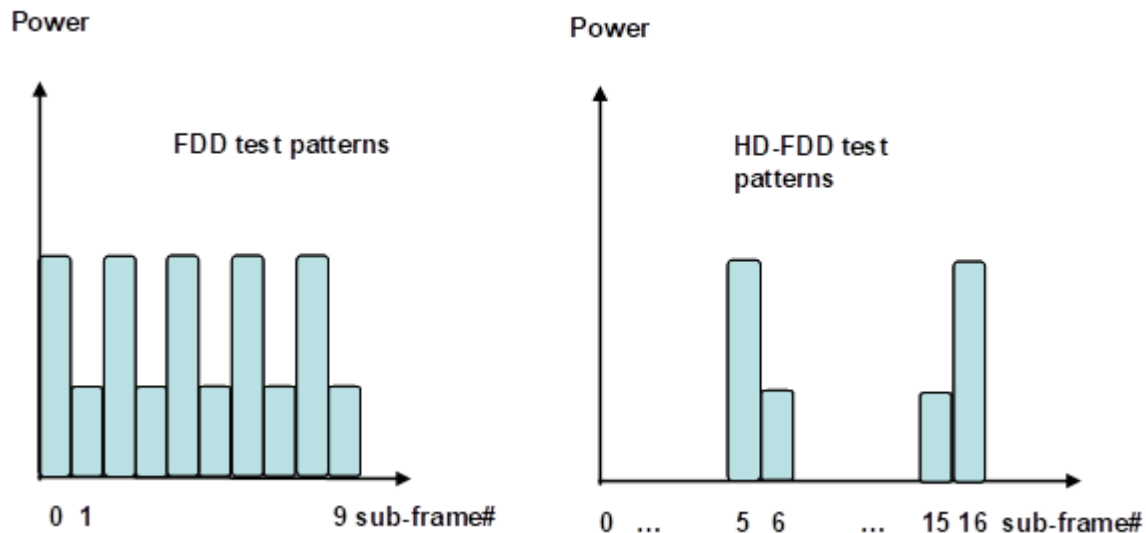 Power
FDD test patterns
0 1 9 sub-frame#
Power
HD-FDD test
patterns
0 ... 5 6 ... 15 16 sub-frame#